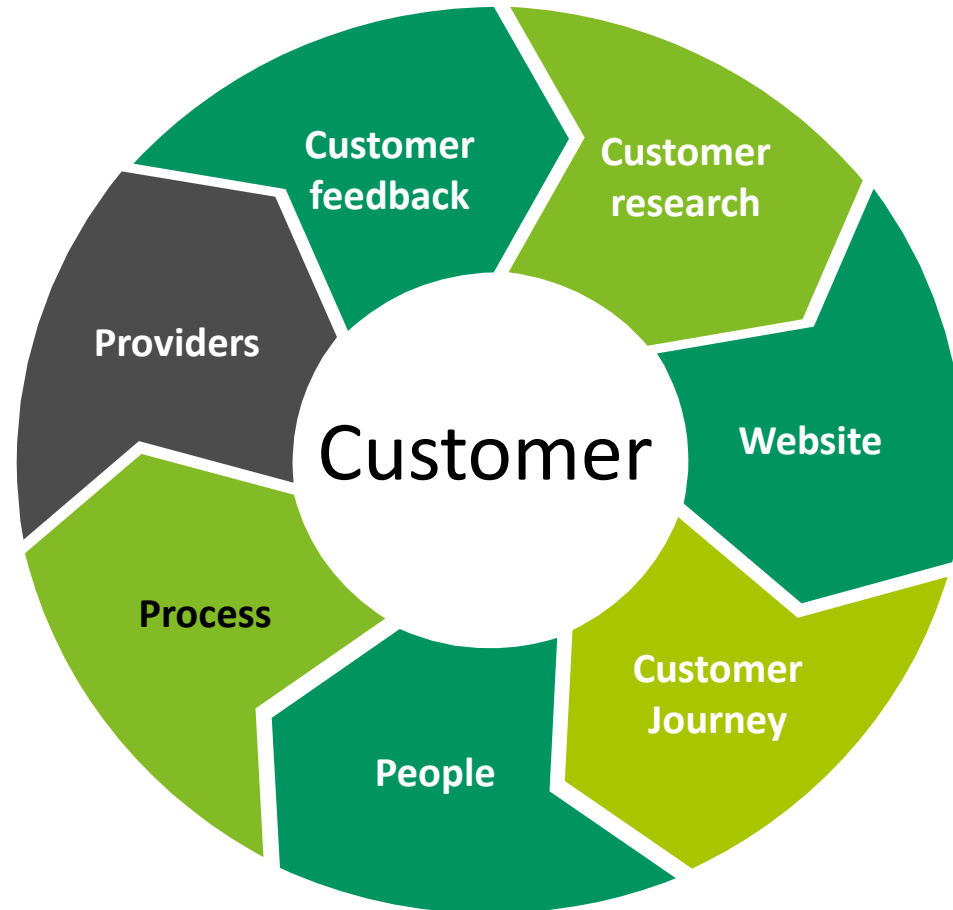 Customer
feedback
Customer
research
Providers
Website
Customer
Process
Customer
Journey
People